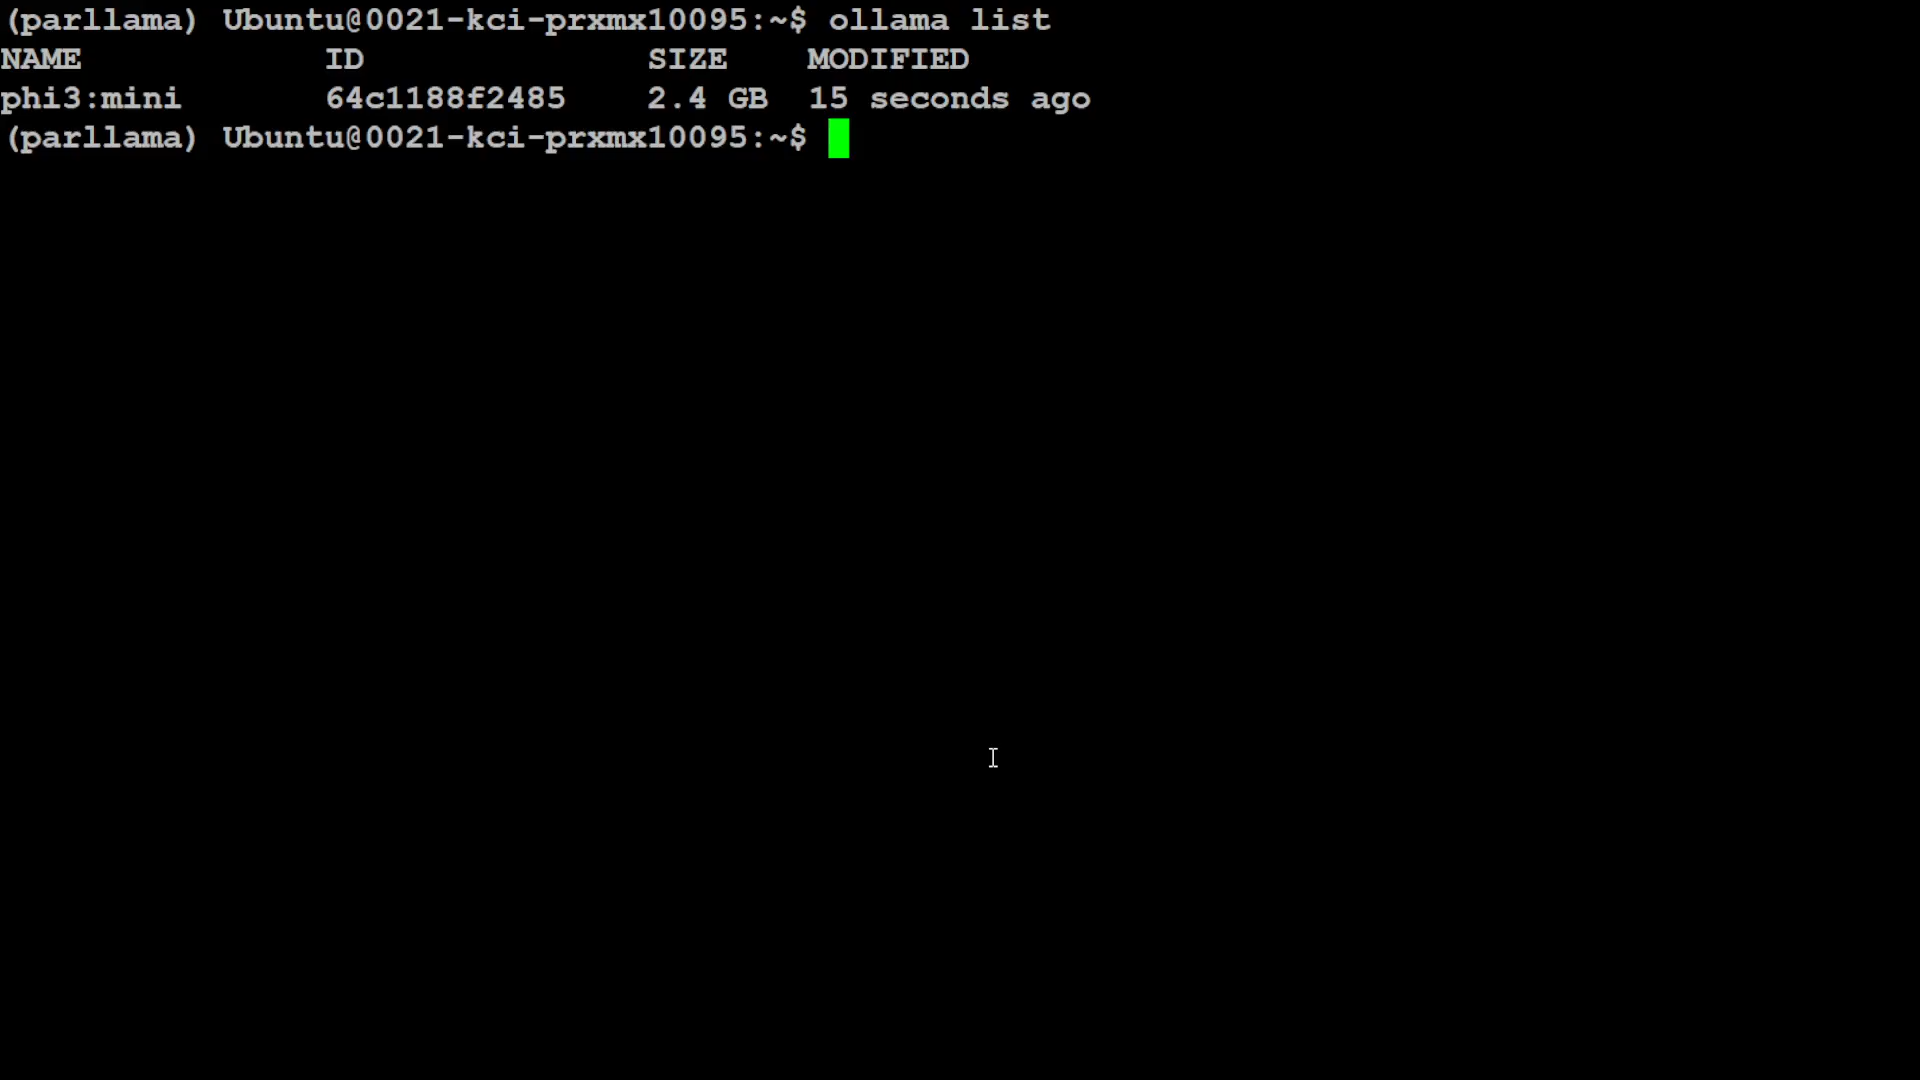 (parllama) Ubuntu@0021-kci-prxmx10095:~$ ollama list
NAME ID SIZE MODIFIED
phi3:mini 64c1188f2485 2.4 GB 15 seconds ago
(parllama) Ubuntu@0021-kci-prxmx10095:~$